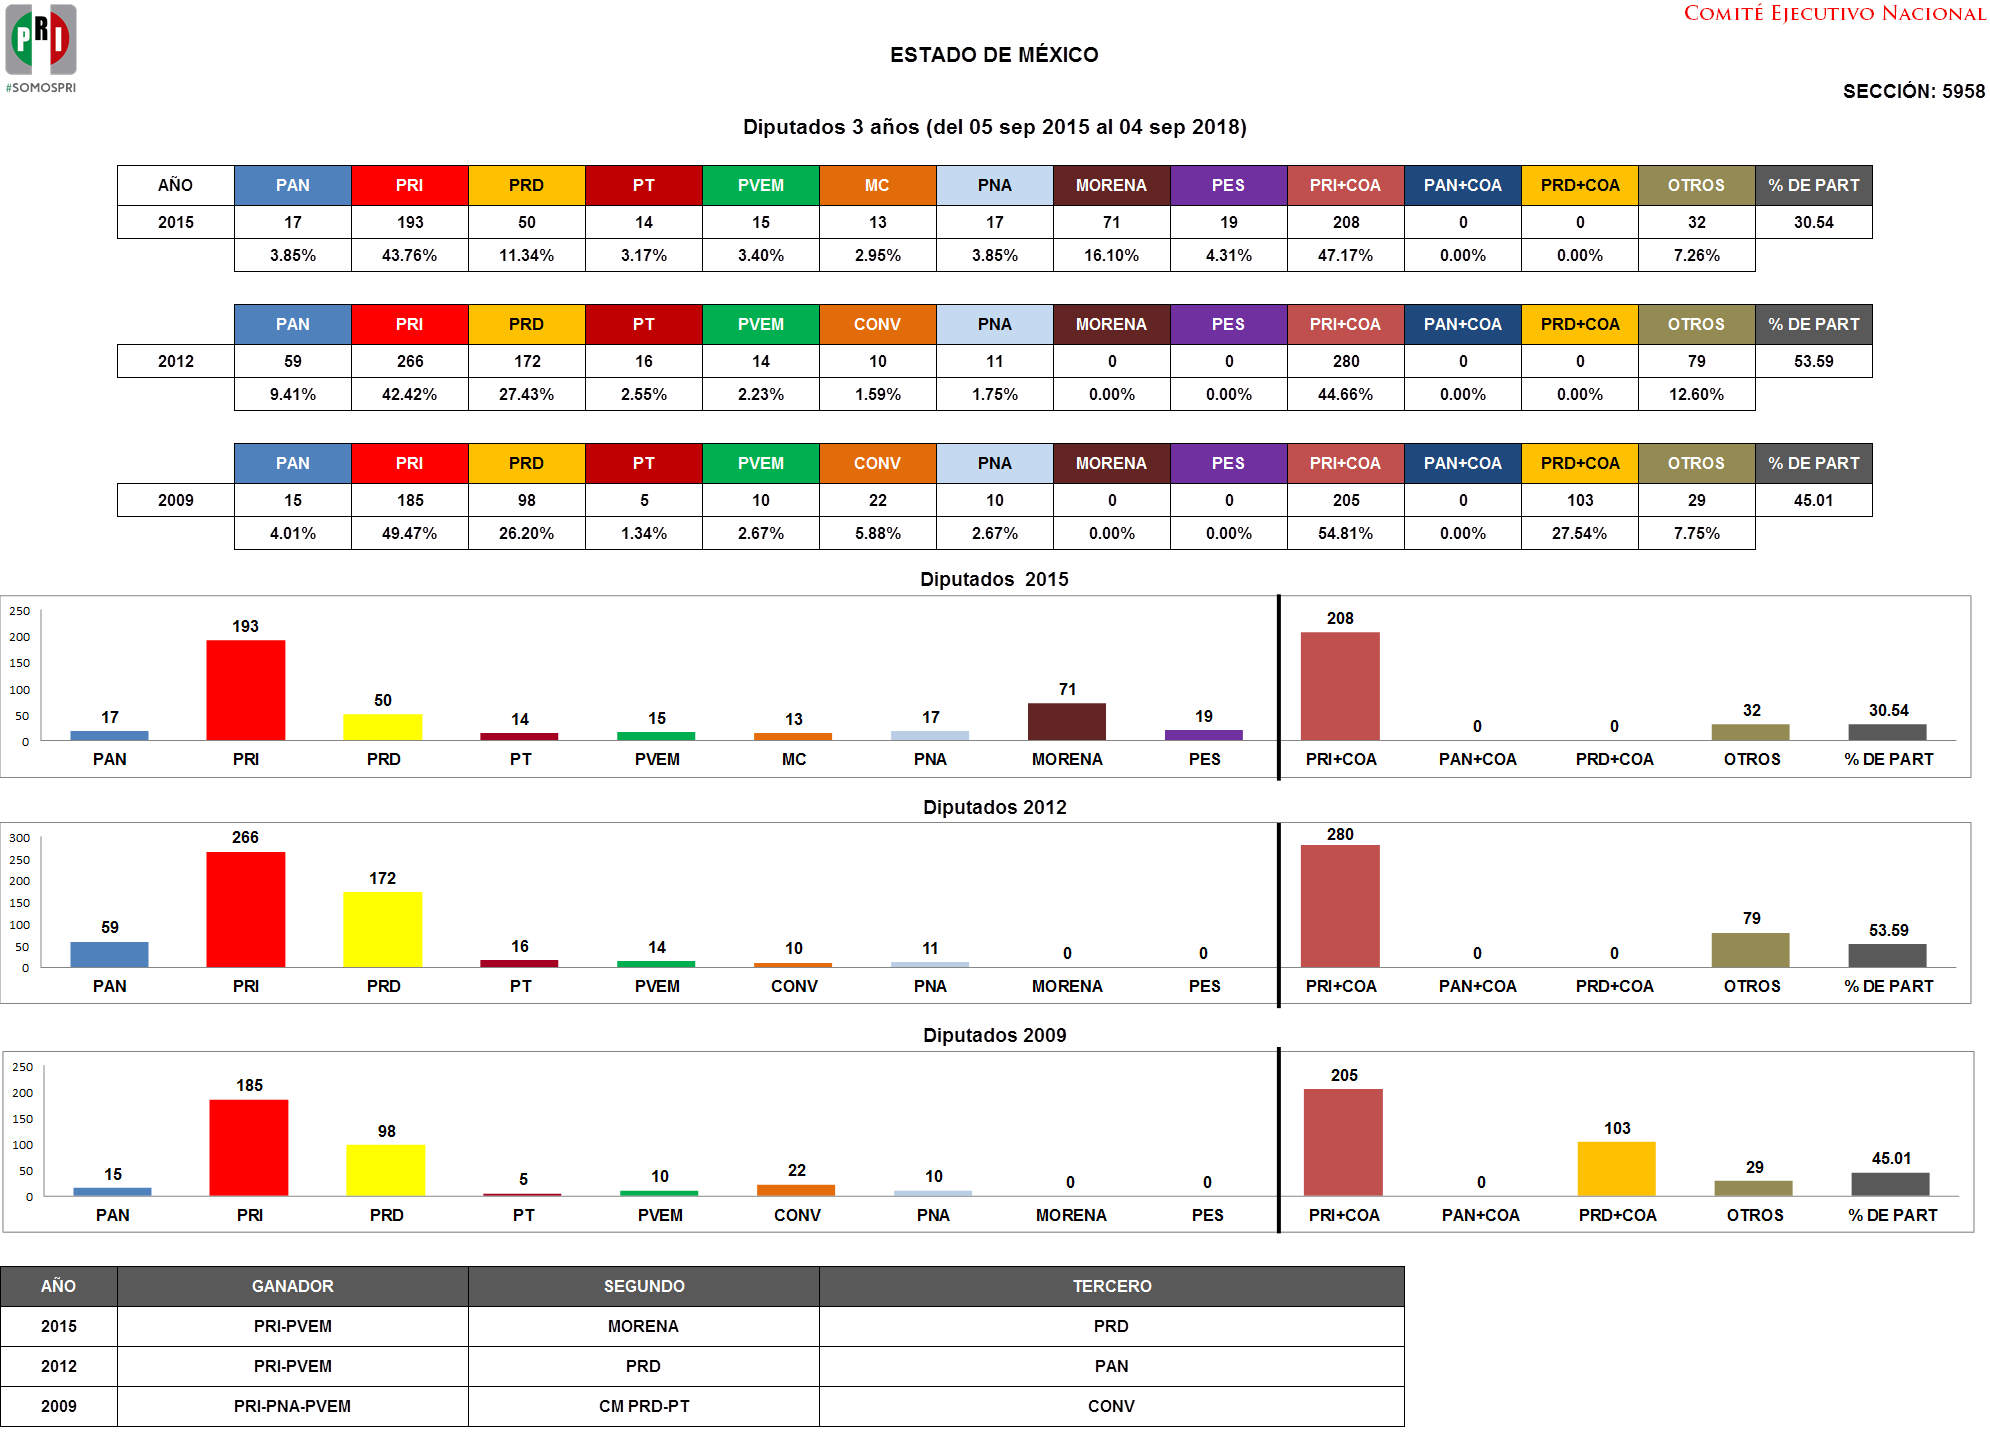 PRI
#SOMOSPRI
COMITÉ EJECUTIVO NACIONAL
ESTADO DE MÉXICO
SECCIÓN: 5958
Diputados 3 años (del 05 sep 2015 al 04 sep 2018)
AÑO PAN PRI PRD PT PVEM MC PNA MORENA PES PRI+COA PAN+COA PRD+COA OTROS % DE PART
2015 17 193 50 14 15 13 17 71 19 208 0 0 32 30.54
3.85% 43.76% 11.34% 3.17% 3.40% 2.95% 3.85% 16.10% 4.31% 47.17% 0.00% 0.00% 7.26%
PAN PRI PRD PT PVEM CONV PNA MORENA PES PRI+COA PAN+COA PRD+COA OTROS % DE PART
2012 59 266 172 16 14 10 11 0 0 280 0 0 79 53.59
9.41% 42.42% 27.43% 2.55% 2.23% 1.59% 1.75% 0.00% 0.00% 44.66% 0.00% 0.00% 12.60%
PAN PRI PRD PT PVEM CONV PNA MORENA PES PRI+COA PAN+COA PRD+COA OTROS % DE PART
2009 15 185 98 5 10 22 10 0 0 205 0 103 29 45.01
4.01% 49.47% 26.20% 1.34% 2.67% 5.88% 2.67% 0.00% 0.00% 54.81% 0.00% 27.54% 7.75%
Diputados 2015
250
200
150
100
50
0
17 193 50 14 15 13 17 71 19 208 0 0 32 30.54
PAN PRI PRD PT PVEM MC PNA MORENA PES PRI+COA PAN+COA PRD+COA OTROS % DE PART
Diputados 2012
300
250
200
150
100
50
0
59 266 172 16 14 10 11 0 0 280 0 0 79 53.59
PAN PRI PRD PT PVEM CONV PNA MORENA PES PRI+COA PAN+COA PRD+COA OTROS % DE PART
Diputados 2009
250
200
150
100
50
0
15 185 98 5 10 22 10 0 0 205 0 103 29 45.01
PAN PRI PRD PT PVEM CONV PNA MORENA PES PRI+COA PAN+COA PRD+COA OTROS % DE PART
AÑO GANADOR SEGUNDO TERCERO
2015 PRI-PVEM MORENA PRD
2012 PRI-PVEM PRD PAN
2009 PRI-PNA-PVEM CM PRD-PT CONV